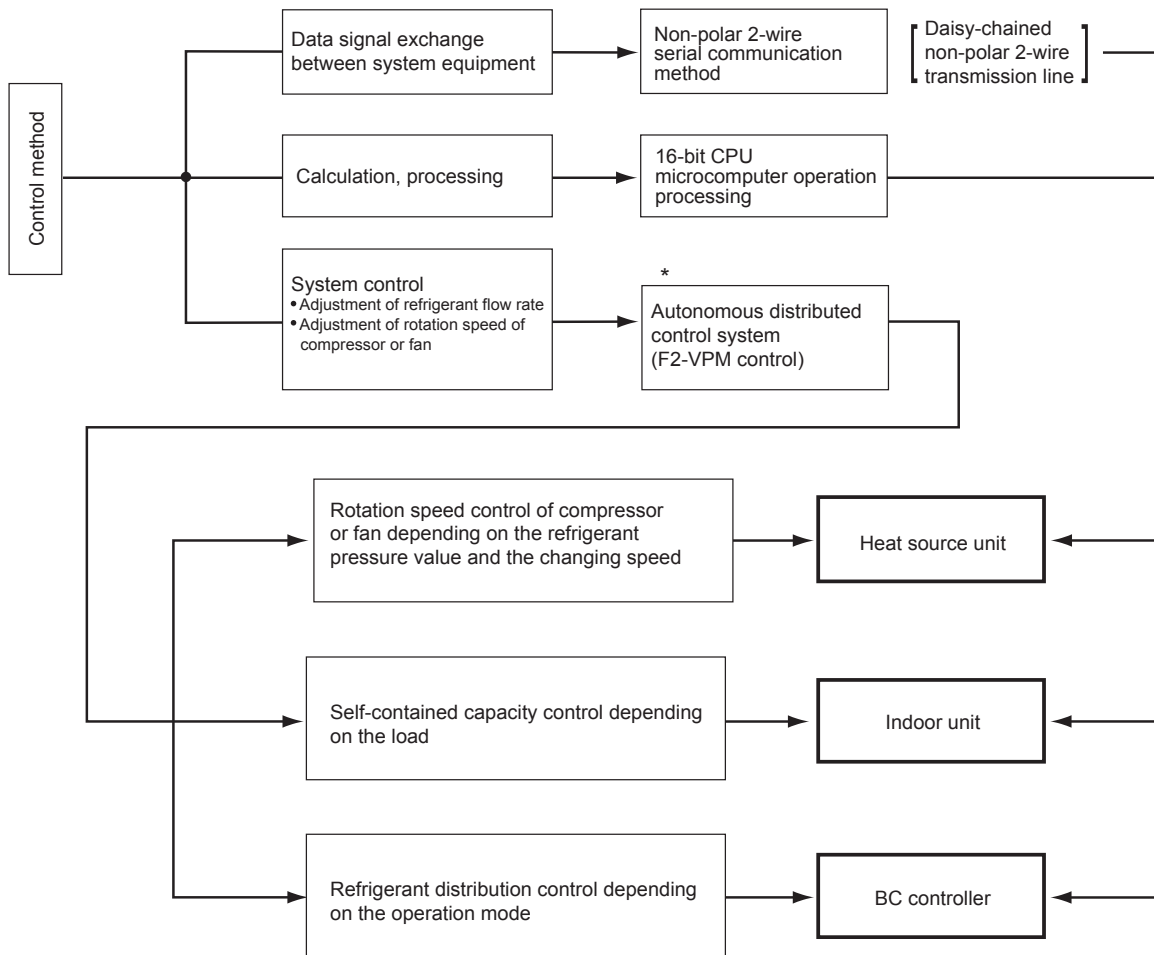 Control method
Data signal exchange
between system equipment
Non-polar 2-wire
serial communication
method
Daisy-chained
non-polar 2-wire
transmission line
Calculation, processing
16-bit CPU
microcomputer operation
processing
System control
• Adjustment of refrigerant flow rate
• Adjustment of rotation speed of
compressor or fan
*
Autonomous distributed
control system
(F2-VPM control)
Rotation speed control of compressor
or fan depending on the refrigerant
pressure value and the changing speed
Heat source unit
Self-contained capacity control depending
on the load
Indoor unit
Refrigerant distribution control depending
on the operation mode
BC controller